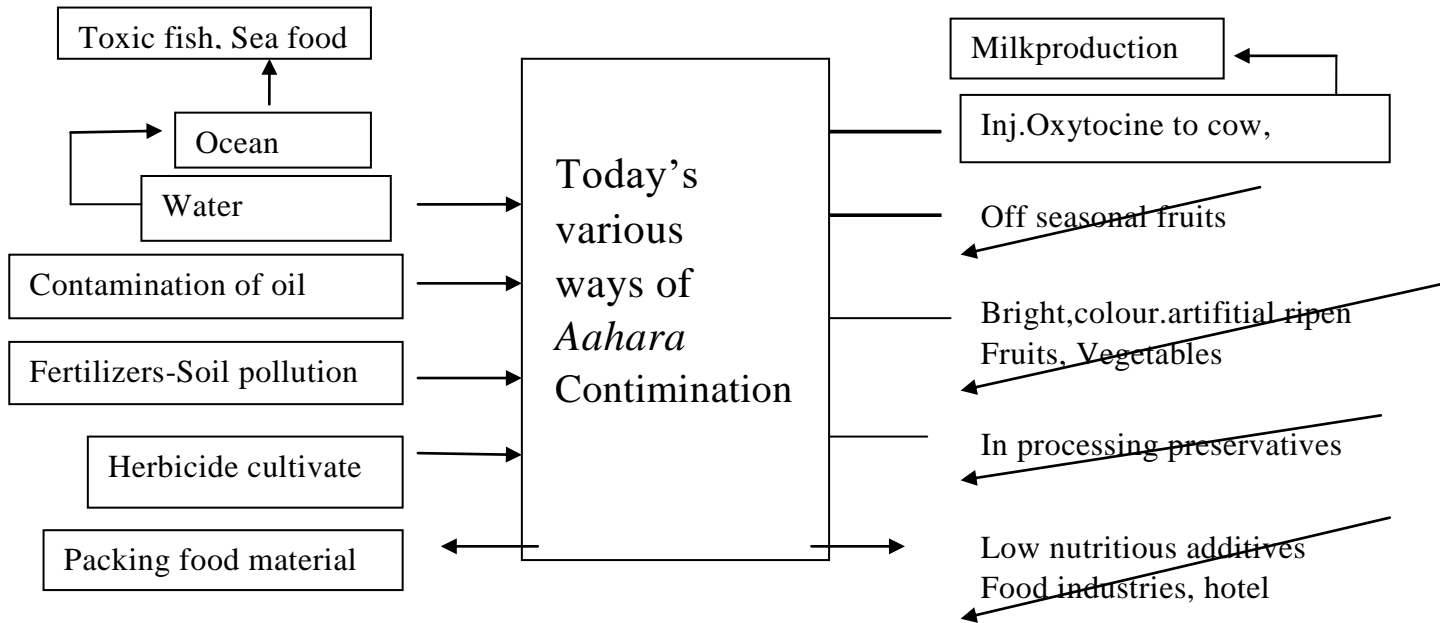 Toxic fish, Sea food
Ocean
Water
Contamination of oil
Fertilizers-Soil pollution
Herbicide cultivate
Packing food material
Today’s
various
ways of
Aahara
Contimination
Milkproduction
Inj.Oxytocine to cow,
Off seasonal fruits
Bright,colour.artifitial ripen
Fruits, Vegetables
In processing preservatives
Low nutritious additives
Food industries, hotel